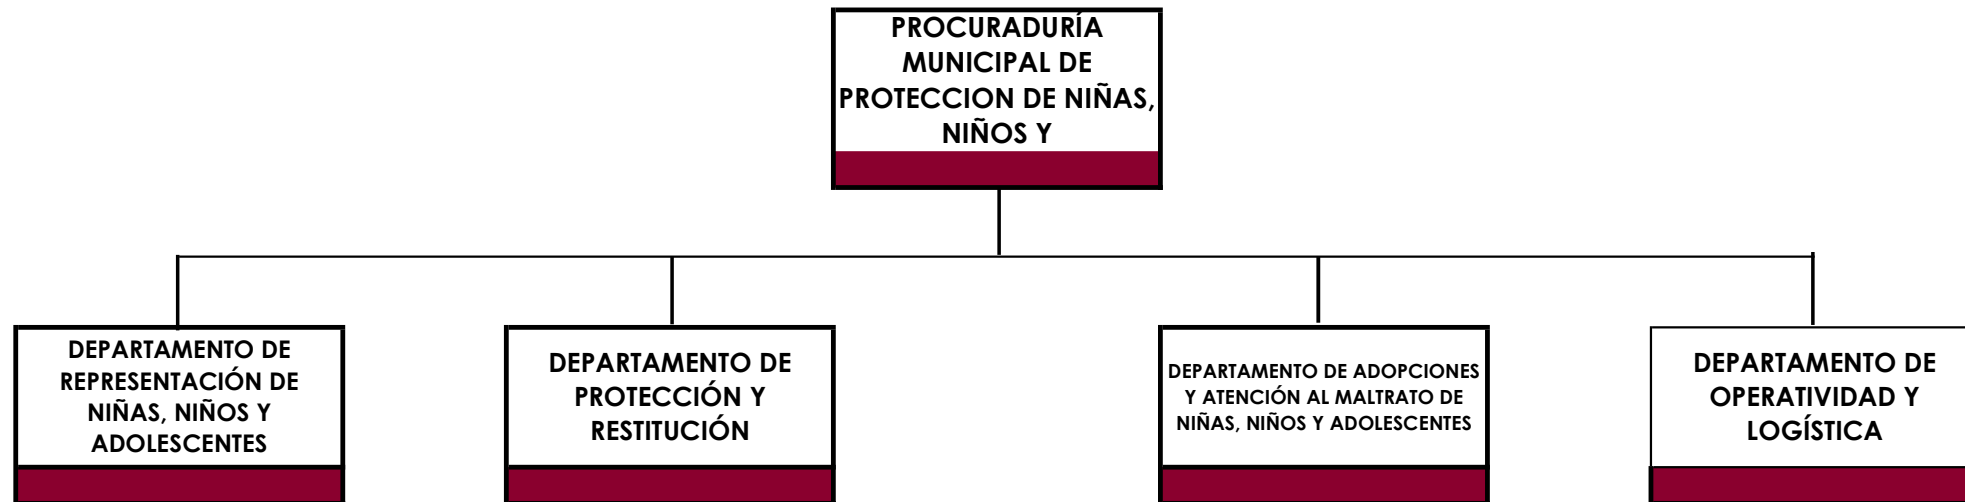 PROCURADURÍA
MUNICIPAL DE
PROTECCION DE NIÑAS,
NIÑOS Y
DEPARTAMENTO DE
REPRESENTACIÓN DE
NIÑAS, NIÑOS Y
ADOLESCENTES
DEPARTAMENTO DE
PROTECCIÓN Y
RESTITUCIÓN
DEPARTAMENTO DE ADOPCIONES
Y ATENCIÓN AL MALTRATO DE
NIÑAS, NIÑOS Y ADOLESCENTES
DEPARTAMENTO DE
OPERATIVIDAD Y
LOGÍSTICA